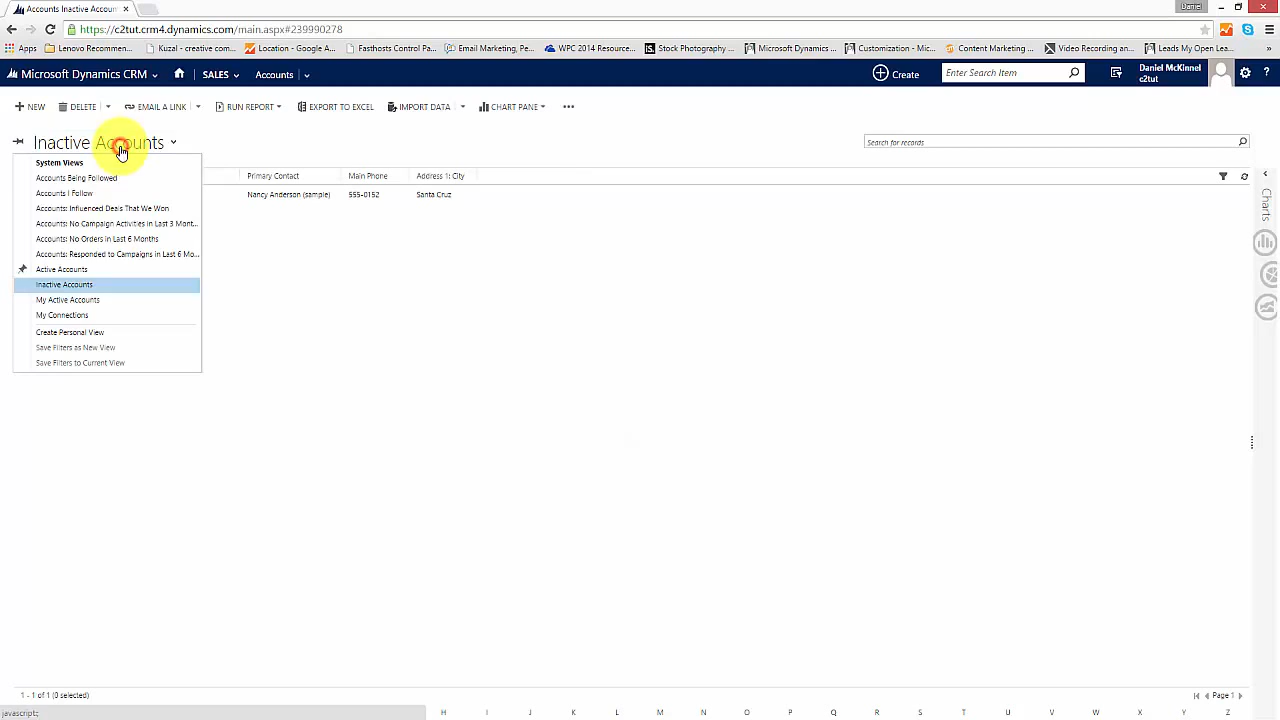 Accounts Inactive Accoun
Daniel
https://c2tut.crm4.dynamics.com/main.aspx#239990278
Apps Lenovo Recommen... Kuzal - creative com... Location - Google A... Fasthosts Control Pa... Email Marketing, Pe... WPC 2014 Resource... Stock Photography ... Microsoft Dynamics ... Customization - Mic... Content Marketing ... Video Recording an... Leads My Open Lea...
Microsoft Dynamics CRM SALES Accounts Create Enter Search Item Daniel McKinnel
c2tut
NEW DELETE EMAIL A LINK RUN REPORT EXPORT TO EXCEL IMPORT DATA CHART PANE
Inactive Accounts Search for records
System Views
Primary Contact Main Phone Address 1: City
Accounts Being Followed
Accounts I Follow Nancy Anderson (sample) 555-0152 Santa Cruz
Accounts: Influenced Deals That We Won
Accounts: No Campaign Activities in Last 3 Mont...
Accounts: No Orders in Last 6 Months
Accounts: Responded to Campaigns in Last 6 Mo...
Active Accounts
Inactive Accounts
My Active Accounts
My Connections
Create Personal View
Save Filters as New View
Save Filters to Current View
Charts
1 - 1 of 1 (0 selected) Page 1
javascript:; H I J K L M N O P Q R S T U V W X Y Z